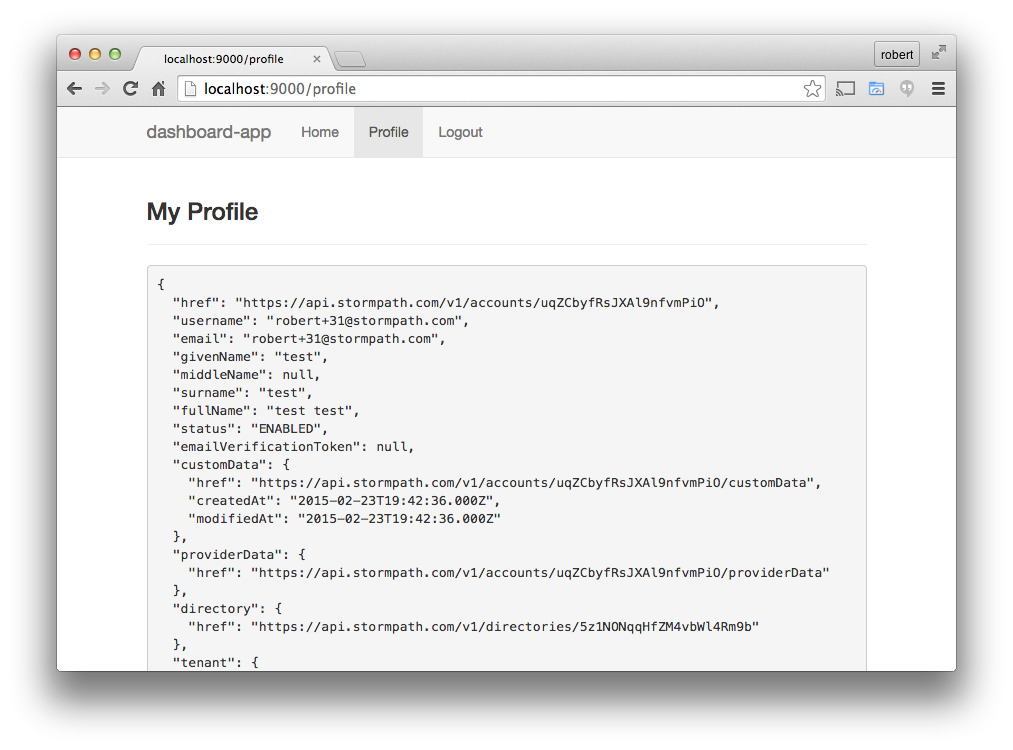 localhost:9000/profile
robert
localhost:9000/profile
dashboard-app Home Profile Logout
My Profile
{
"href": "https://api.stormpath.com/v1/accounts/uqZCbyfRsJXAl9nfvmPiO",
"username": "robert+31@stormpath.com",
"email": "robert+31@stormpath.com",
"givenName": "test",
"middleName": null,
"surname": "test",
"fullName": "test test",
"status": "ENABLED",
"emailVerificationToken": null,
"customData": {
"href": "https://api.stormpath.com/v1/accounts/uqZCbyfRsJXAl9nfvmPiO/customData",
"createdAt": "2015-02-23T19:42:36.000Z",
"modifiedAt": "2015-02-23T19:42:36.000Z"
},
"providerData": {
"href": "https://api.stormpath.com/v1/accounts/uqZCbyfRsJXAl9nfvmPiO/providerData"
},
"directory": {
"href": "https://api.stormpath.com/v1/directories/5z1NONqqHfZM4vbWl4Rm9b"
},
"tenant": {